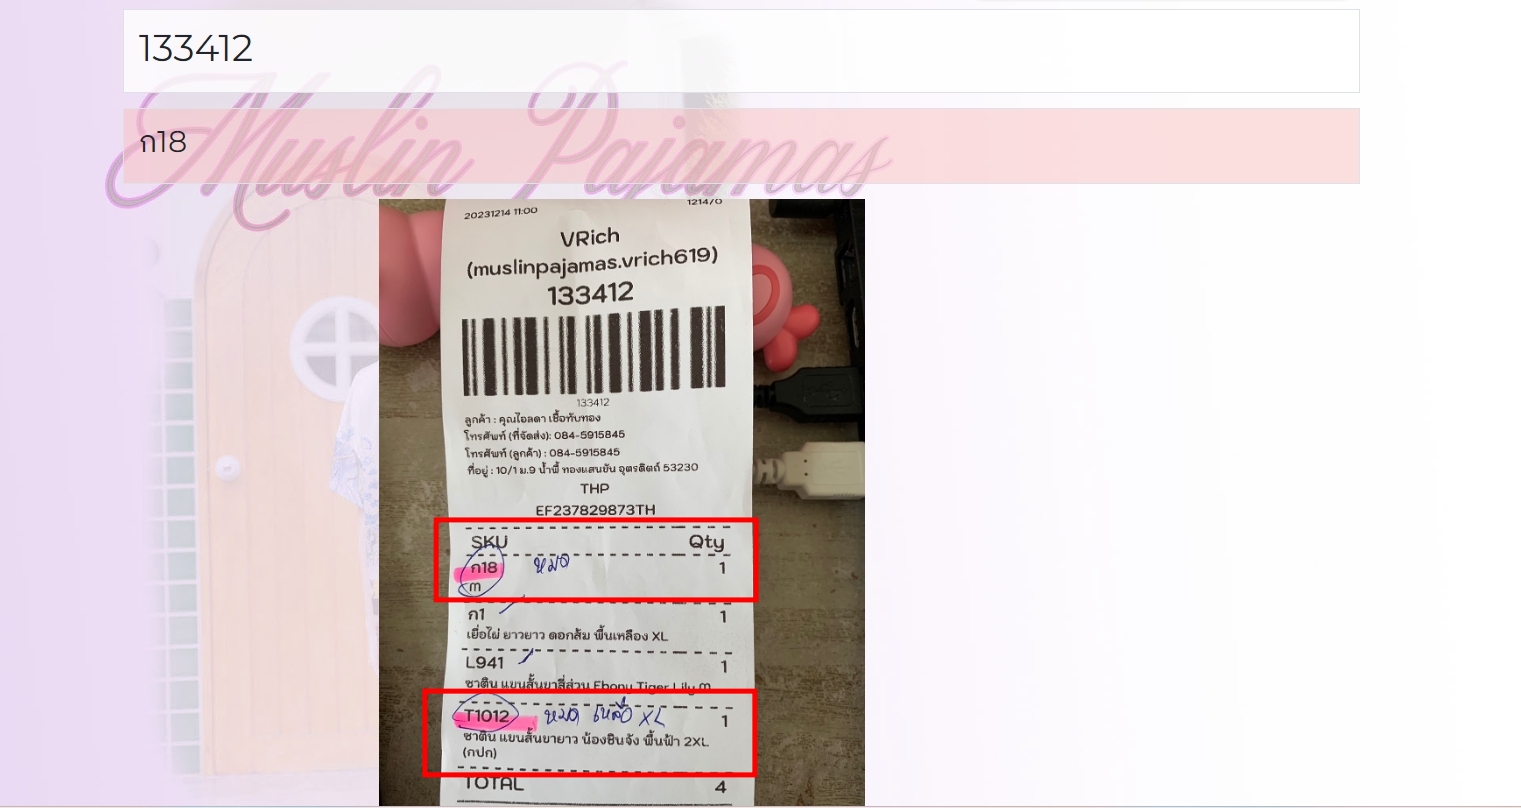 133412
ก18
Muslin Pajamas
20231214 11:00
121470
VRich
(muslinpajamas.vrich619)
133412
133412
ลูกค้า : คุณไอลดา เชื้อทับทอง
โทรศัพท์ (ที่จัดส่ง): 084-5915845
โทรศัพท์ (ลูกค้า) : 084-5915845
ที่อยู่ : 10/1 ม.9 น้ำพี้ ทองแสนขัน อุตรดิตถ์ 53230
THP
EF237829873TH
SKU Qty
ก18 หมด 1
m
ก1 1
เยื่อไผ่ ยาวยาว ดอกส้ม พื้นเหลือง XL
L941 1
ซาติน แขนสั้นขาสี่ส่วน Ebony Tiger Lily m
T1012 หมด เหลือ XL 1
ซาติน แขนสั้นขายาว น้องชินจัง พื้นฟ้า 2XL
(กปก)
TOTAL 4